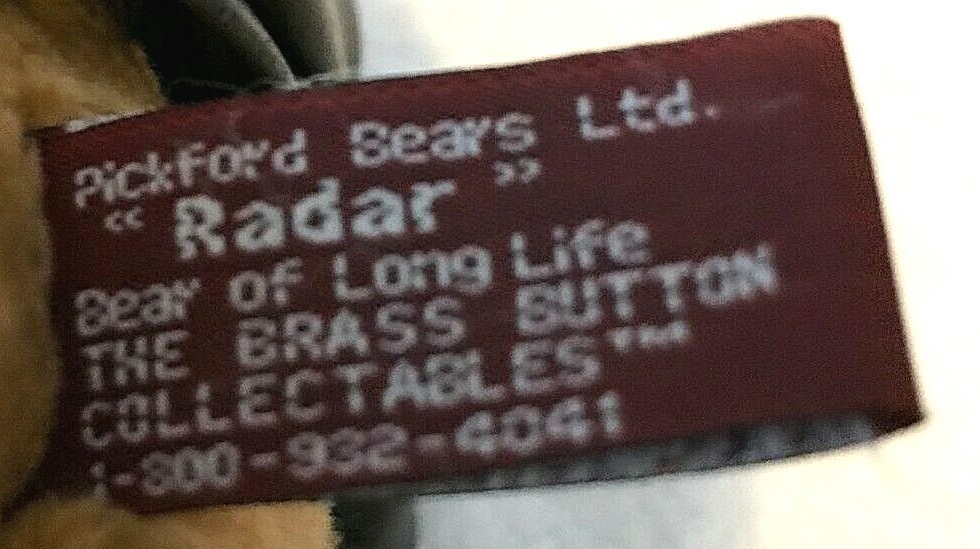 Pickford Bears Ltd.
“Radar”
Bear of Long Life
THE BRASS BUTTON
COLLECTABLES™
1-800-932-4041